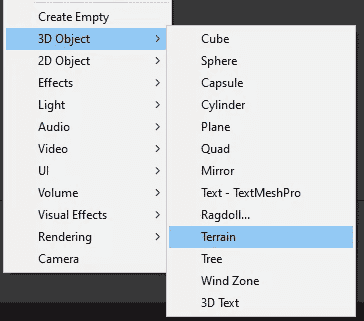 Create Empty
3D Object
2D Object
Effects
Light
Audio
Video
UI
Volume
Visual Effects
Rendering
Camera
Cube
Sphere
Capsule
Cylinder
Plane
Quad
Mirror
Text - TextMeshPro
Ragdoll...
Terrain
Tree
Wind Zone
3D Text